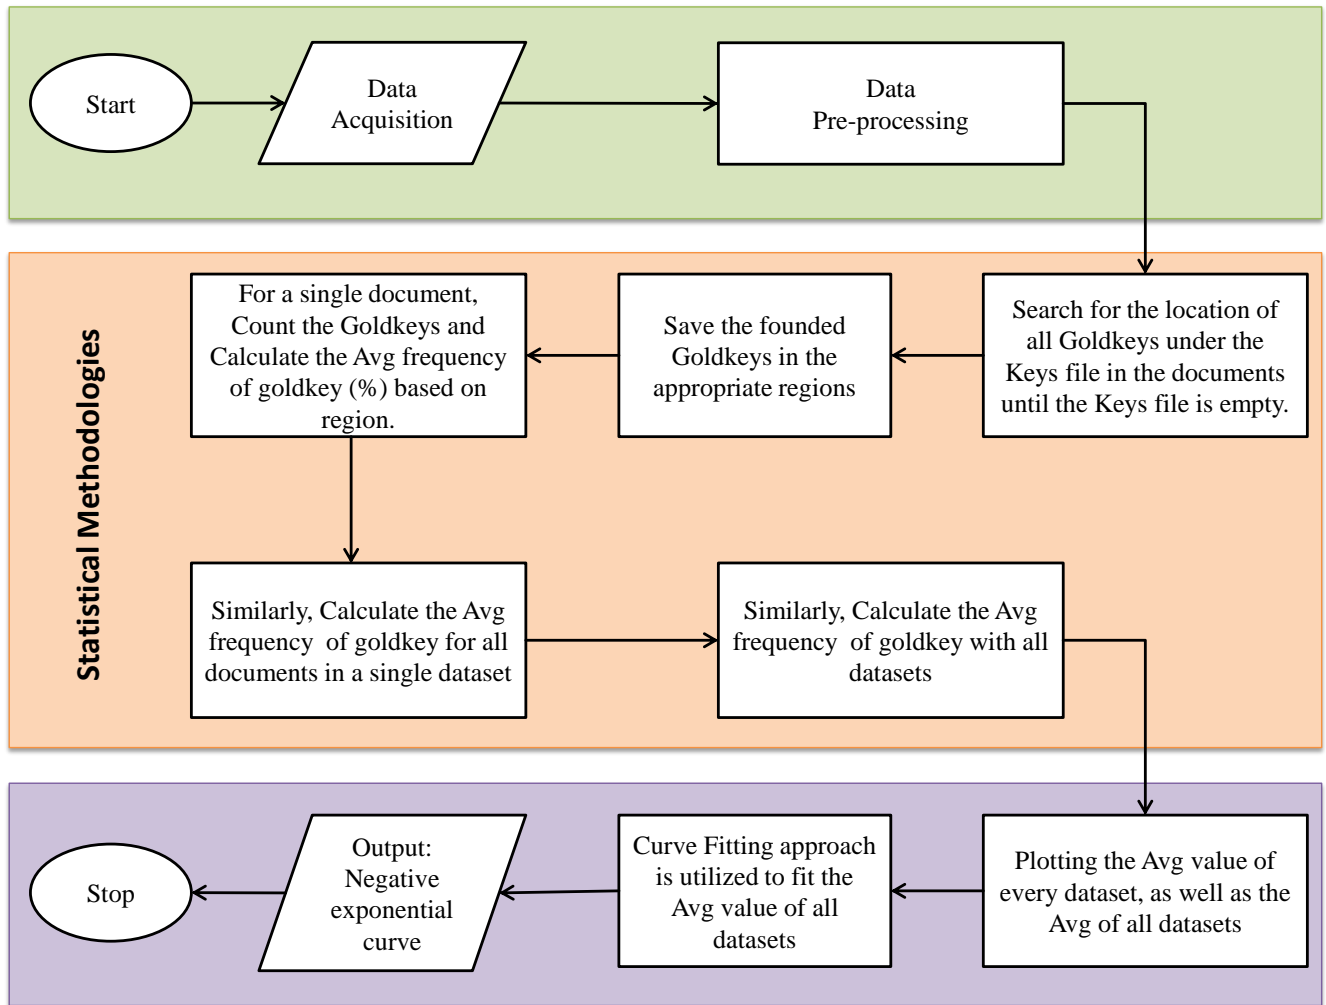 Start
Data
Acquisition
Data
Pre-processing
Statistical Methodologies
Search for the location of
all Goldkeys under the
Keys file in the documents
until the Keys file is empty.
Save the founded
Goldkeys in the
appropriate regions
For a single document,
Count the Goldkeys and
Calculate the Avg frequency
of goldkey (%) based on
region.
Similarly, Calculate the Avg
frequency of goldkey for all
documents in a single dataset
Similarly, Calculate the Avg
frequency of goldkey with all
datasets
Plotting the Avg value of
every dataset, as well as the
Avg of all datasets
Curve Fitting approach
is utilized to fit the
Avg value of all
datasets
Output:
Negative
exponential
curve
Stop